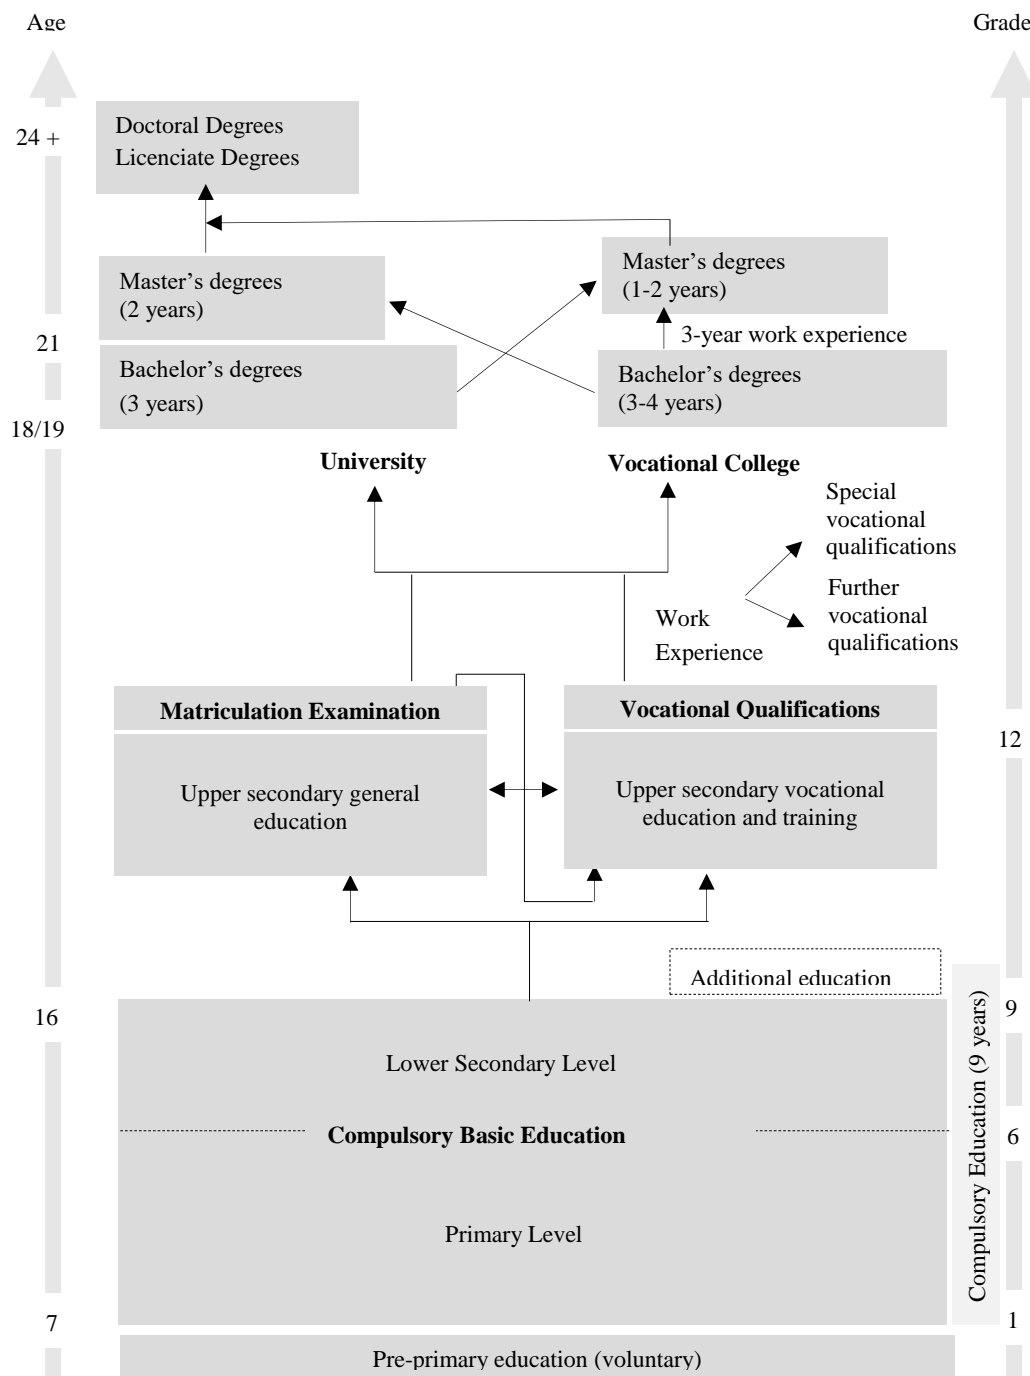 Age
Grade
24 +
Doctoral Degrees
Licenciate Degrees
Master’s degrees
(2 years)
Master’s degrees
(1-2 years)
21
3-year work experience
Bachelor’s degrees
(3 years)
Bachelor’s degrees
(3-4 years)
18/19
University
Vocational College
Special
vocational
qualifications
Further
vocational
qualifications
Work
Experience
Matriculation Examination
Vocational Qualifications
12
Upper secondary general
education
Upper secondary vocational
education and training
Additional education
16
9
Lower Secondary Level
Compulsory Basic Education
6
Compulsory Education (9 years)
Primary Level
7
1
Pre-primary education (voluntary)